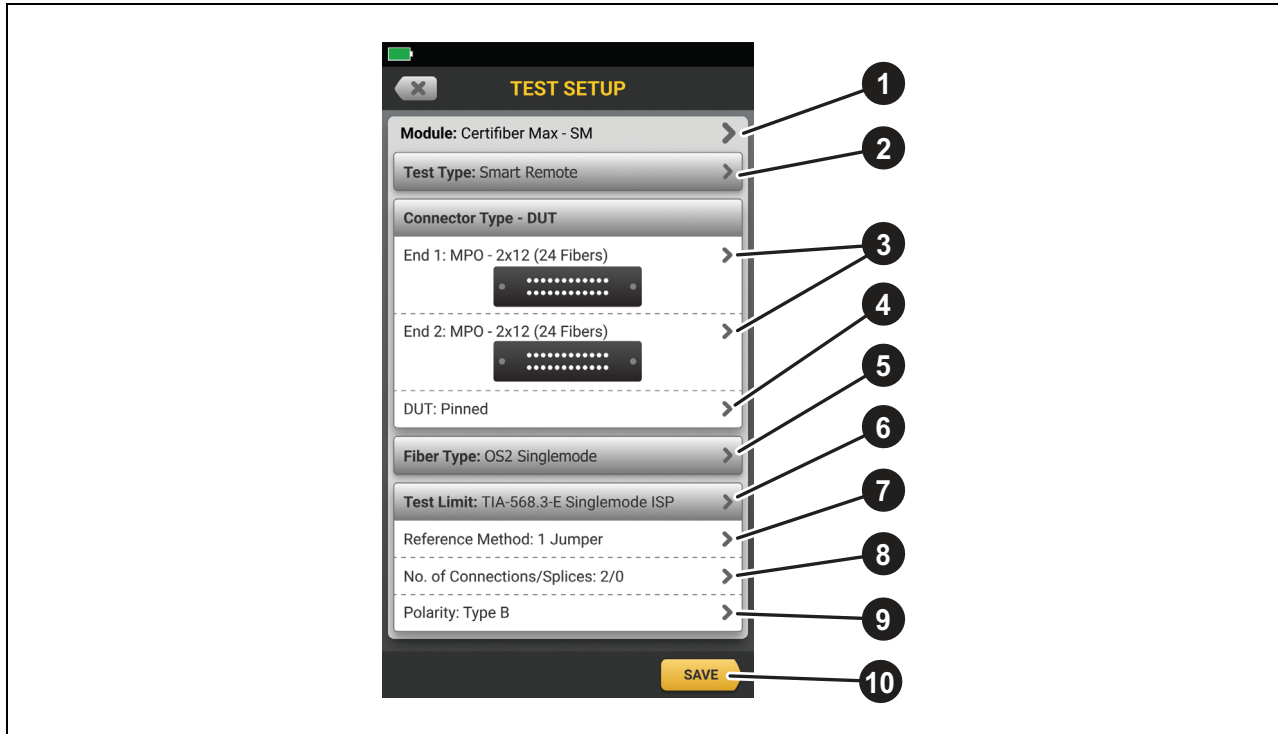 TEST SETUP
Module: Certifiber Max - SM
1
Test Type: Smart Remote
2
Connector Type - DUT
End 1: MPO - 2x12 (24 Fibers)
3
End 2: MPO - 2x12 (24 Fibers)
4
DUT: Pinned
5
Fiber Type: OS2 Singlemode
6
Test Limit: TIA-568.3-E Singlemode ISP
7
Reference Method: 1 Jumper
8
No. of Connections/Splices: 2/0
9
Polarity: Type B
SAVE
10